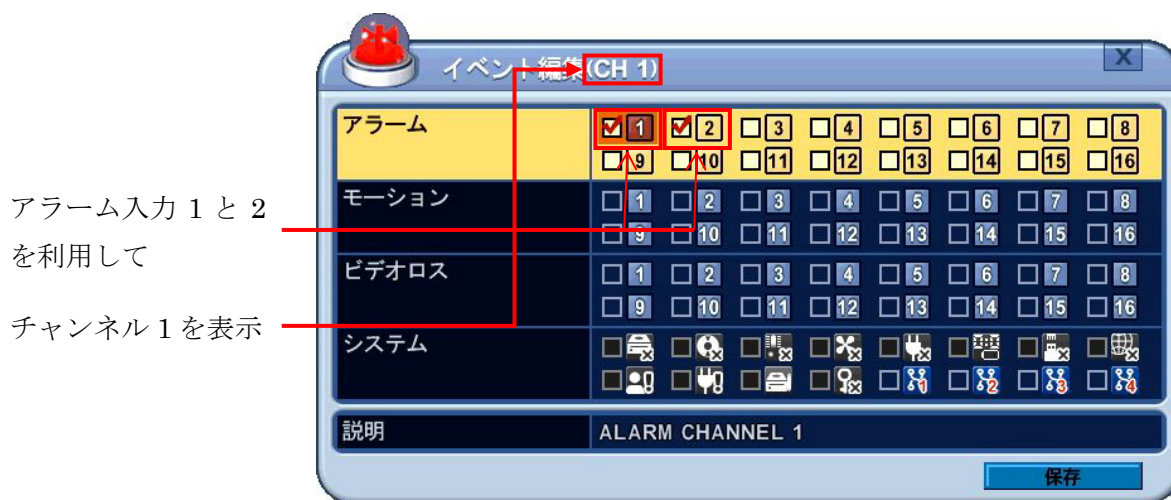 イベント編集(CH 1)
X
アラーム
1 2 3 4 5 6 7 8
9 10 11 12 13 14 15 16
モーション
1 2 3 4 5 6 7 8
9 10 11 12 13 14 15 16
ビデオロス
1 2 3 4 5 6 7 8
9 10 11 12 13 14 15 16
システム
1 2 3 4
説明
ALARM CHANNEL 1
保存
アラーム入力 1 と 2
を利用して
チャンネル 1 を表示